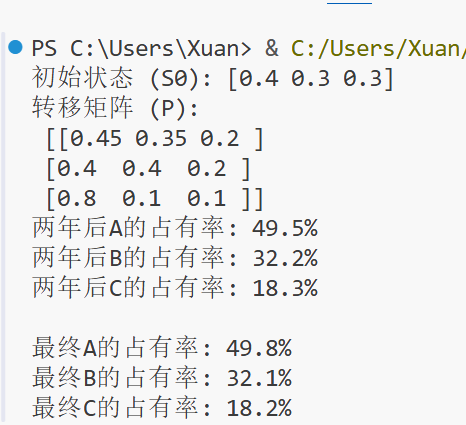 PS C:\Users\Xuan> & C:/Users/Xuan/
初始状态 (S0): [0.4 0.3 0.3]
转移矩阵 (P):
[[0.45 0.35 0.2 ]
[0.4  0.4  0.2 ]
[0.8  0.1  0.1 ]]
两年后A的占有率: 49.5%
两年后B的占有率: 32.2%
两年后C的占有率: 18.3%
最终A的占有率: 49.8%
最终B的占有率: 32.1%
最终C的占有率: 18.2%